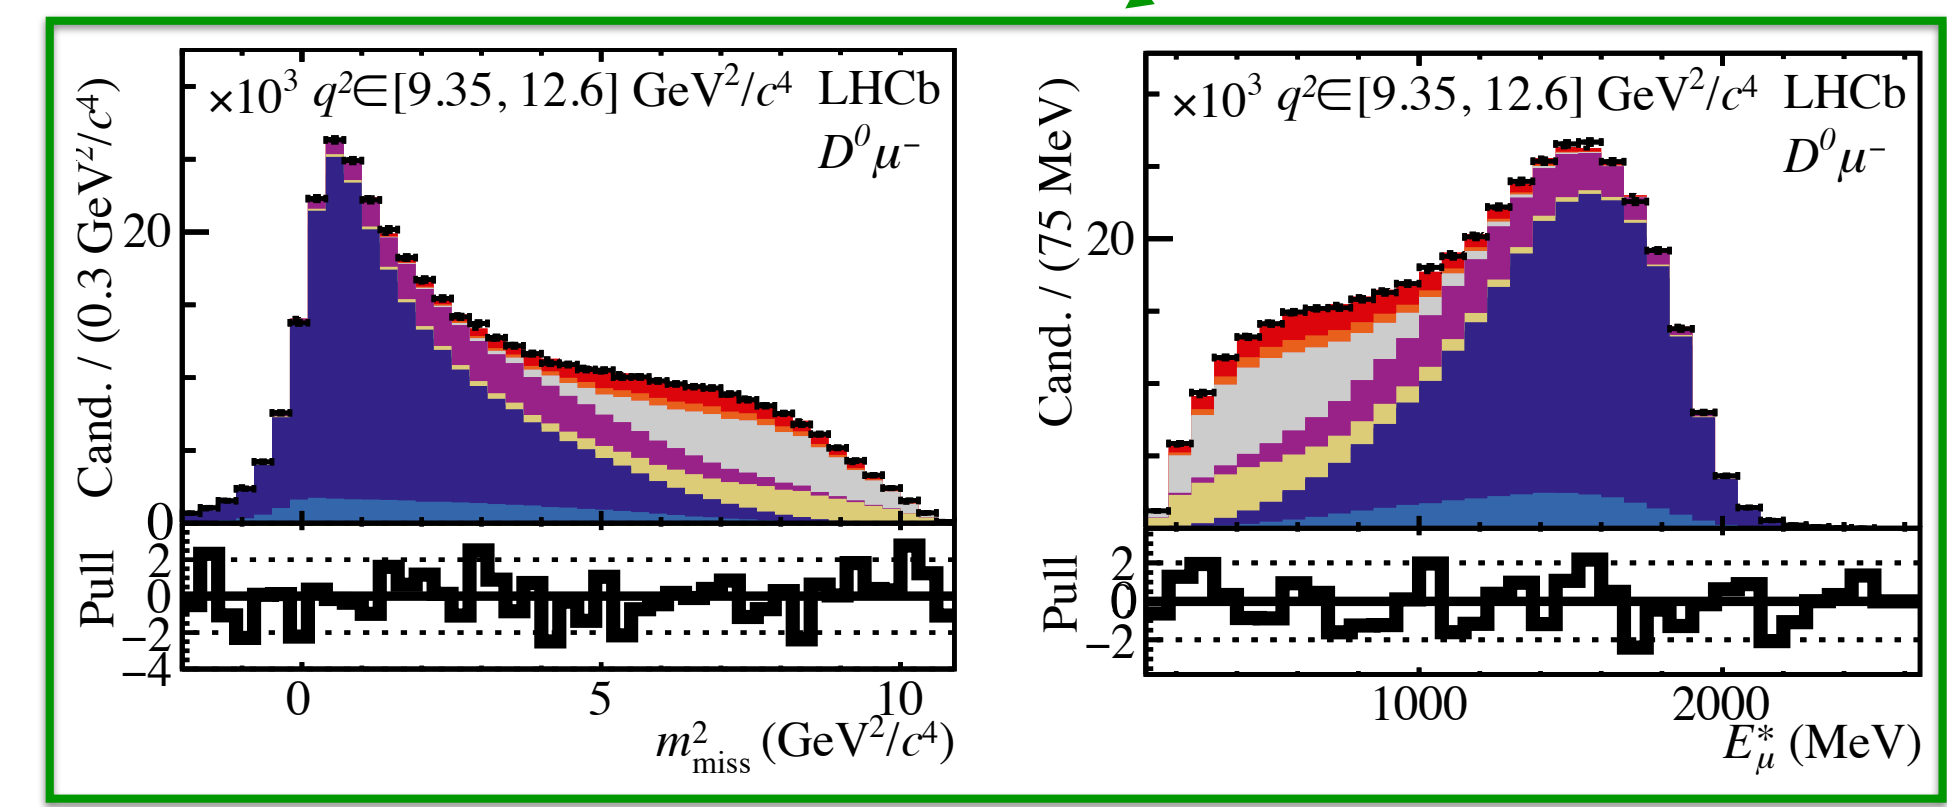 ×10³ q²∈[9.35, 12.6] GeV²/c⁴ LHCb
D⁰μ⁻
Cand. / (0.3 GeV²/c⁴)
20
0
Pull
2
0
−2
−4
0 5 10
m²miss (GeV²/c⁴)
×10³ q²∈[9.35, 12.6] GeV²/c⁴ LHCb
D⁰μ⁻
Cand. / (75 MeV)
20
Pull
2
0
−2
1000 2000
E*μ (MeV)